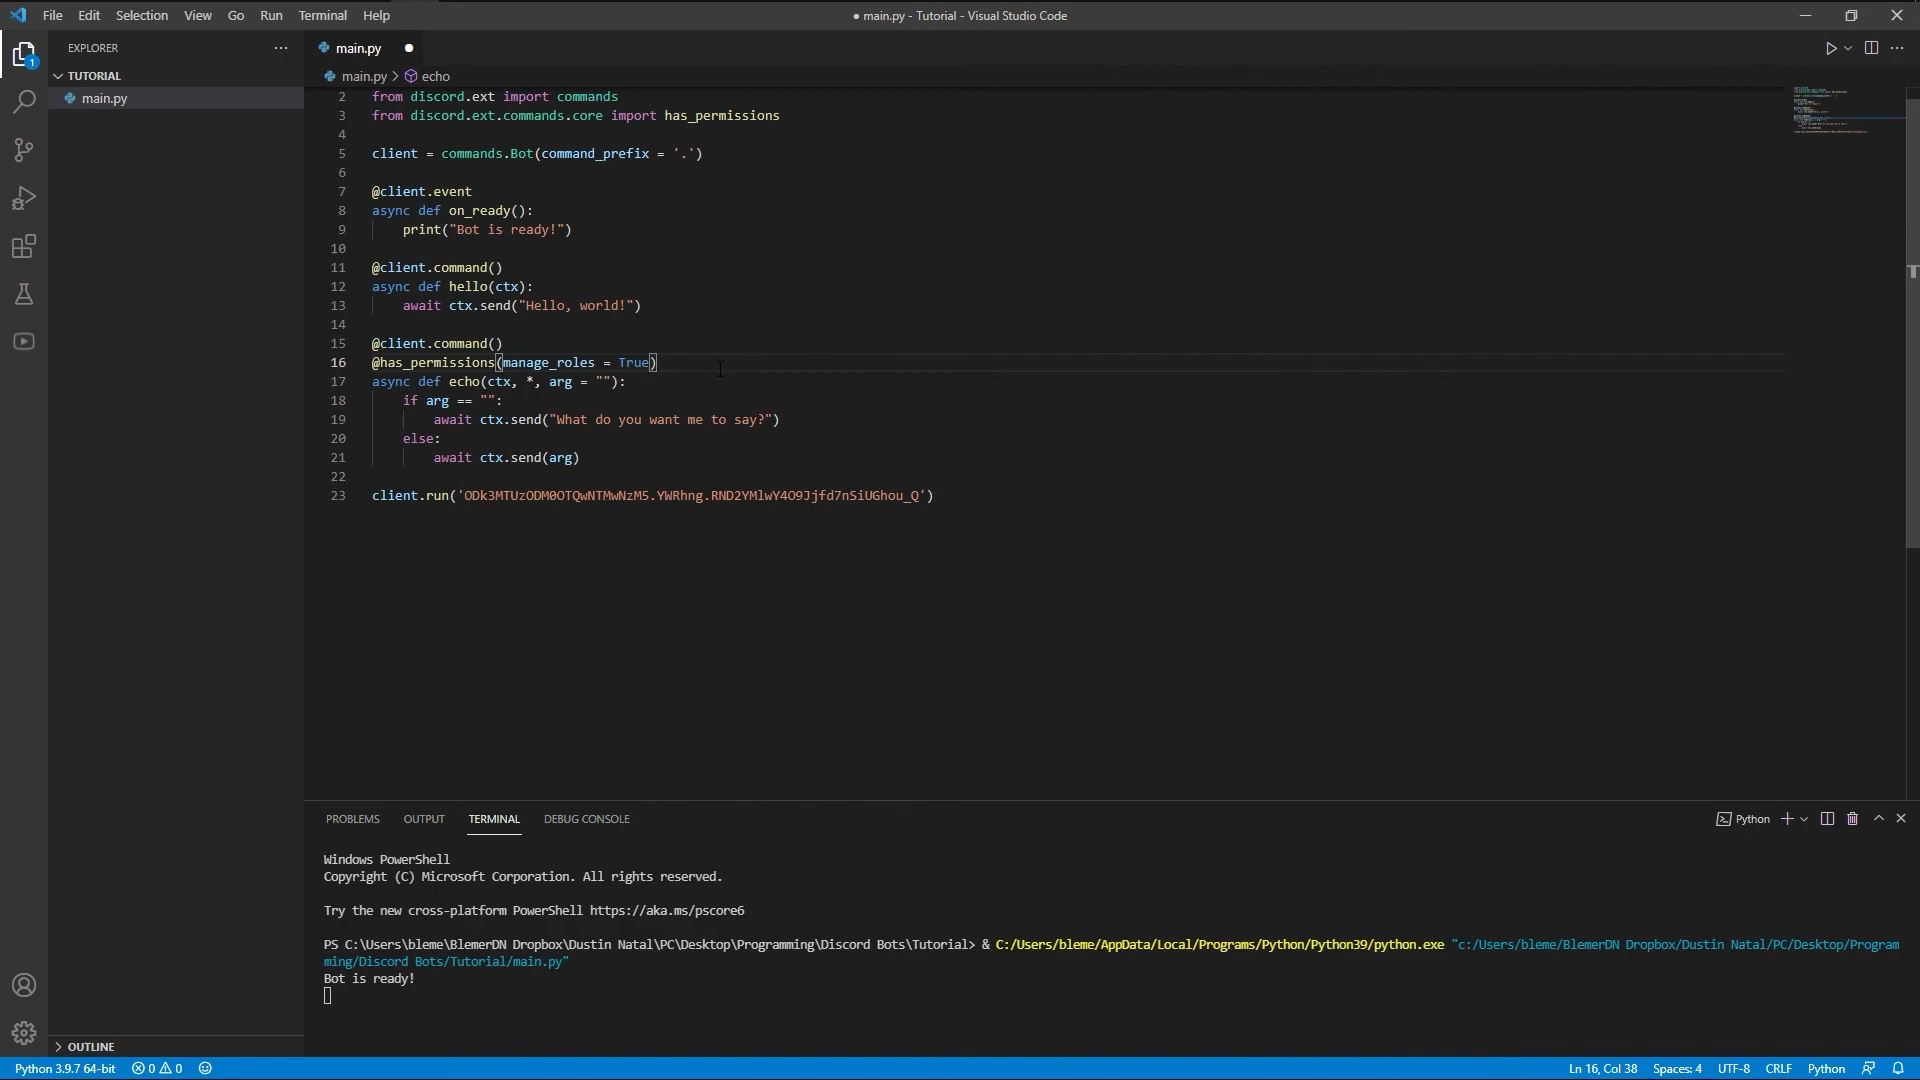 File Edit Selection View Go Run Terminal Help
● main.py - Tutorial - Visual Studio Code
EXPLORER
main.py
TUTORIAL
main.py > echo
1
main.py
2 from discord.ext import commands
3 from discord.ext.commands.core import has_permissions
4
5 client = commands.Bot(command_prefix = '.')
6
7 @client.event
8 async def on_ready():
9 print("Bot is ready!")
10
11 @client.command()
12 async def hello(ctx):
13 await ctx.send("Hello, world!")
14
15 @client.command()
16 @has_permissions(manage_roles = True)
17 async def echo(ctx, *, arg = ""):
18 if arg == "":
19 await ctx.send("What do you want me to say?")
20 else:
21 await ctx.send(arg)
22
23 client.run('ODk3MTUzODM0OTQwNTMwNzM5.YWRhng.RND2YMlwY4O9Jjfd7nSiUGhou_Q')
PROBLEMS OUTPUT TERMINAL DEBUG CONSOLE
Python
Windows PowerShell
Copyright (C) Microsoft Corporation. All rights reserved.
Try the new cross-platform PowerShell https://aka.ms/pscore6
PS C:\Users\bleme\BlemerDN Dropbox\Dustin Natal\PC\Desktop\Programming\Discord Bots\Tutorial> & C:/Users/bleme/AppData/Local/Programs/Python/Python39/python.exe "c:/Users/bleme/BlemerDN Dropbox/Dustin Natal/PC/Desktop/Program
ming/Discord Bots/Tutorial/main.py"
Bot is ready!
OUTLINE
Python 3.9.7 64-bit 0 0
Ln 16, Col 38 Spaces: 4 UTF-8 CRLF Python